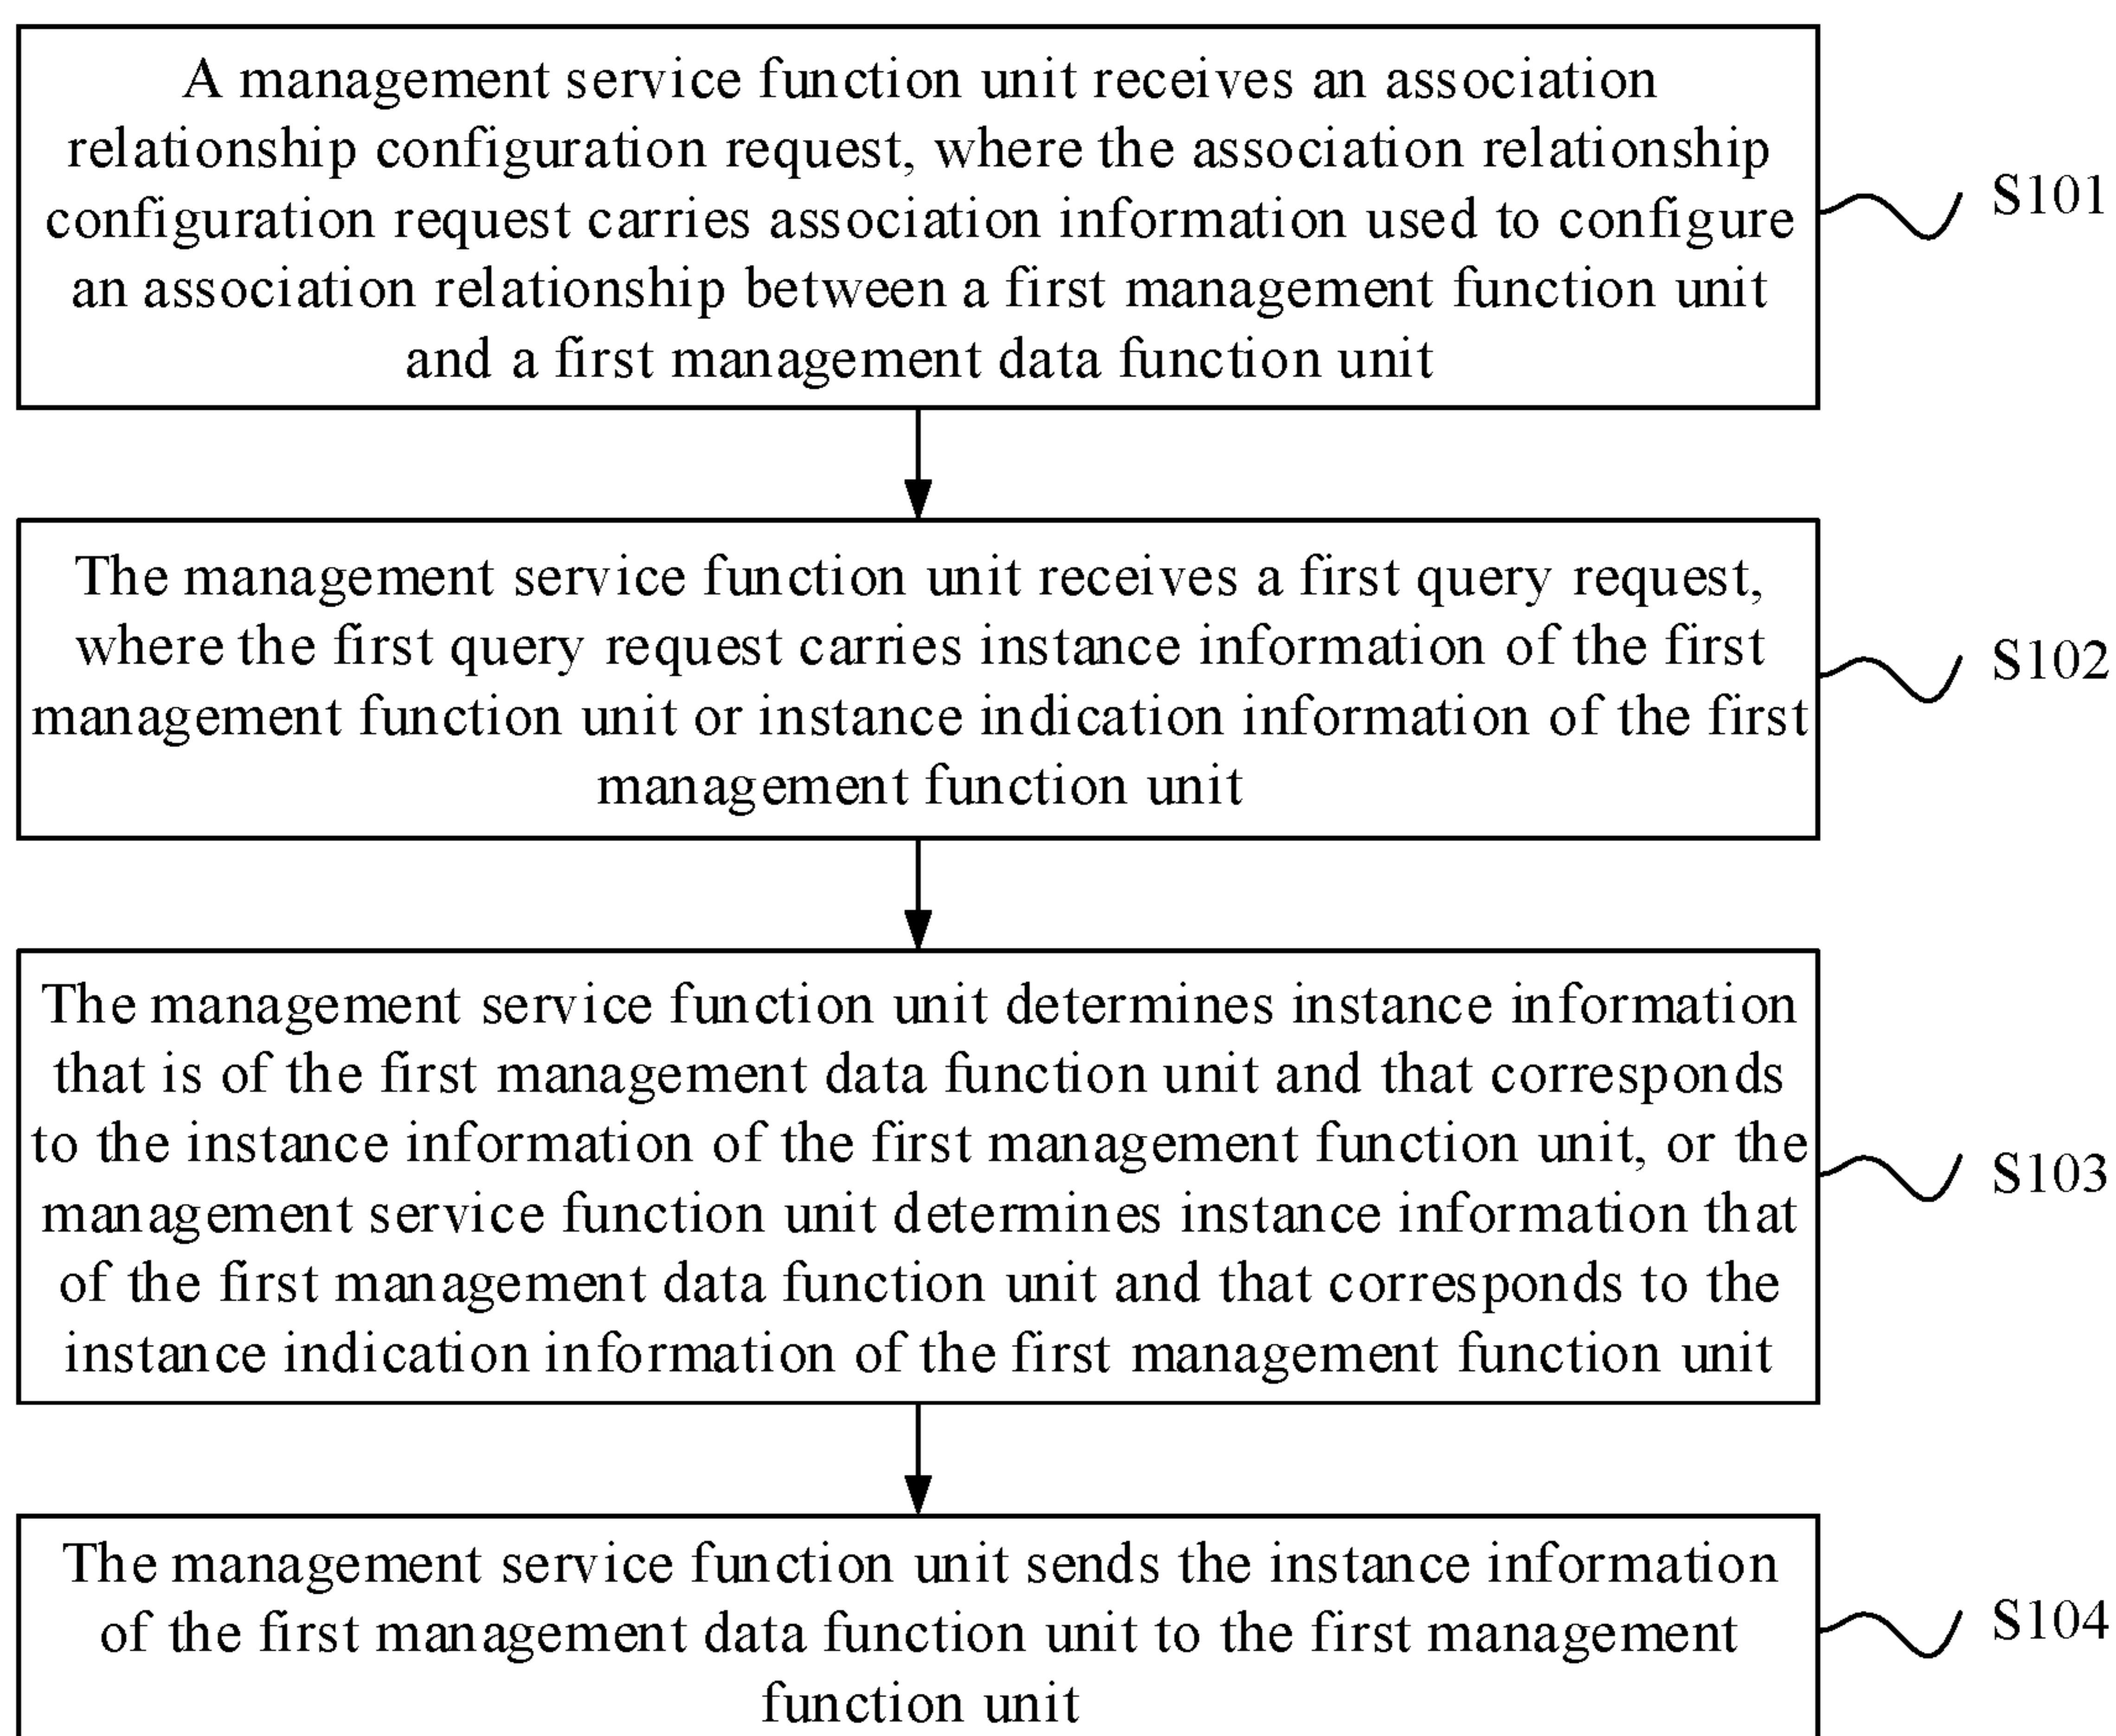 A management service function unit receives an association
relationship configuration request, where the association relationship
configuration request carries association information used to configure
an association relationship between a first management function unit
and a first management data function unit
S101
The management service function unit receives a first query request,
where the first query request carries instance information of the first
management function unit or instance indication information of the first
management function unit
S102
The management service function unit determines instance information
that is of the first management data function unit and that corresponds
to the instance information of the first management function unit, or the
management service function unit determines instance information that
of the first management data function unit and that corresponds to the
instance indication information of the first management function unit
S103
The management service function unit sends the instance information
of the first management data function unit to the first management
function unit
S104